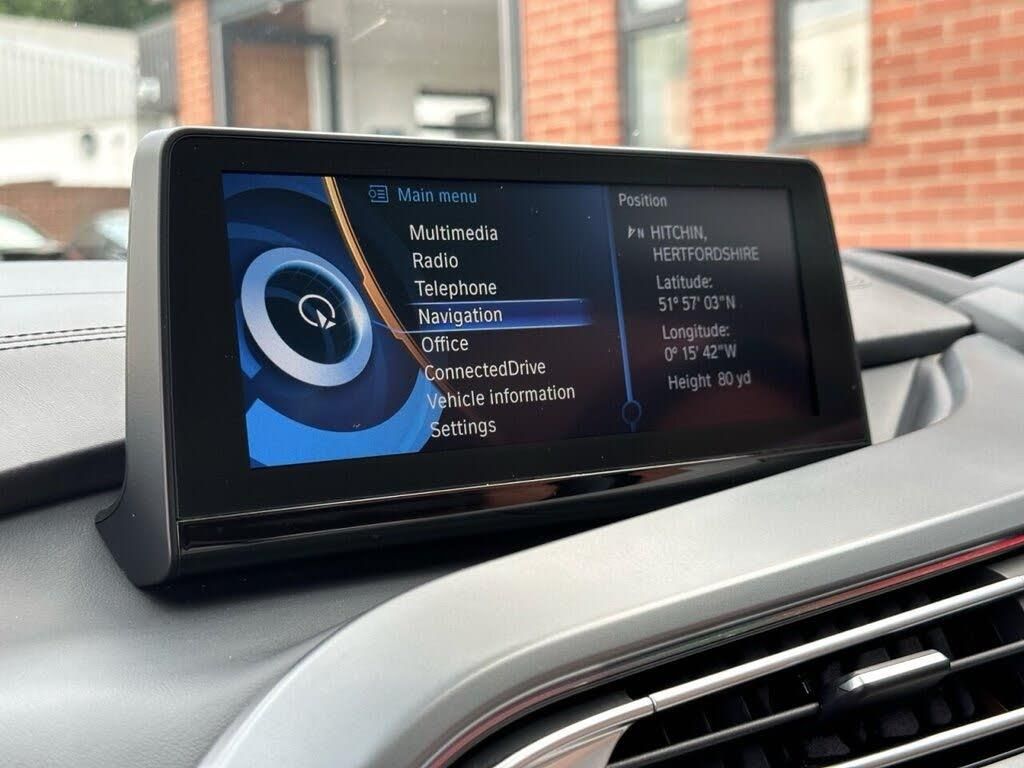 Main menu
Multimedia
Radio
Telephone
Navigation
Office
ConnectedDrive
Vehicle information
Settings
Position
N HITCHIN,
HERTFORDSHIRE
Latitude:
51° 57' 03"N
Longitude:
0° 15' 42"W
Height 80 yd